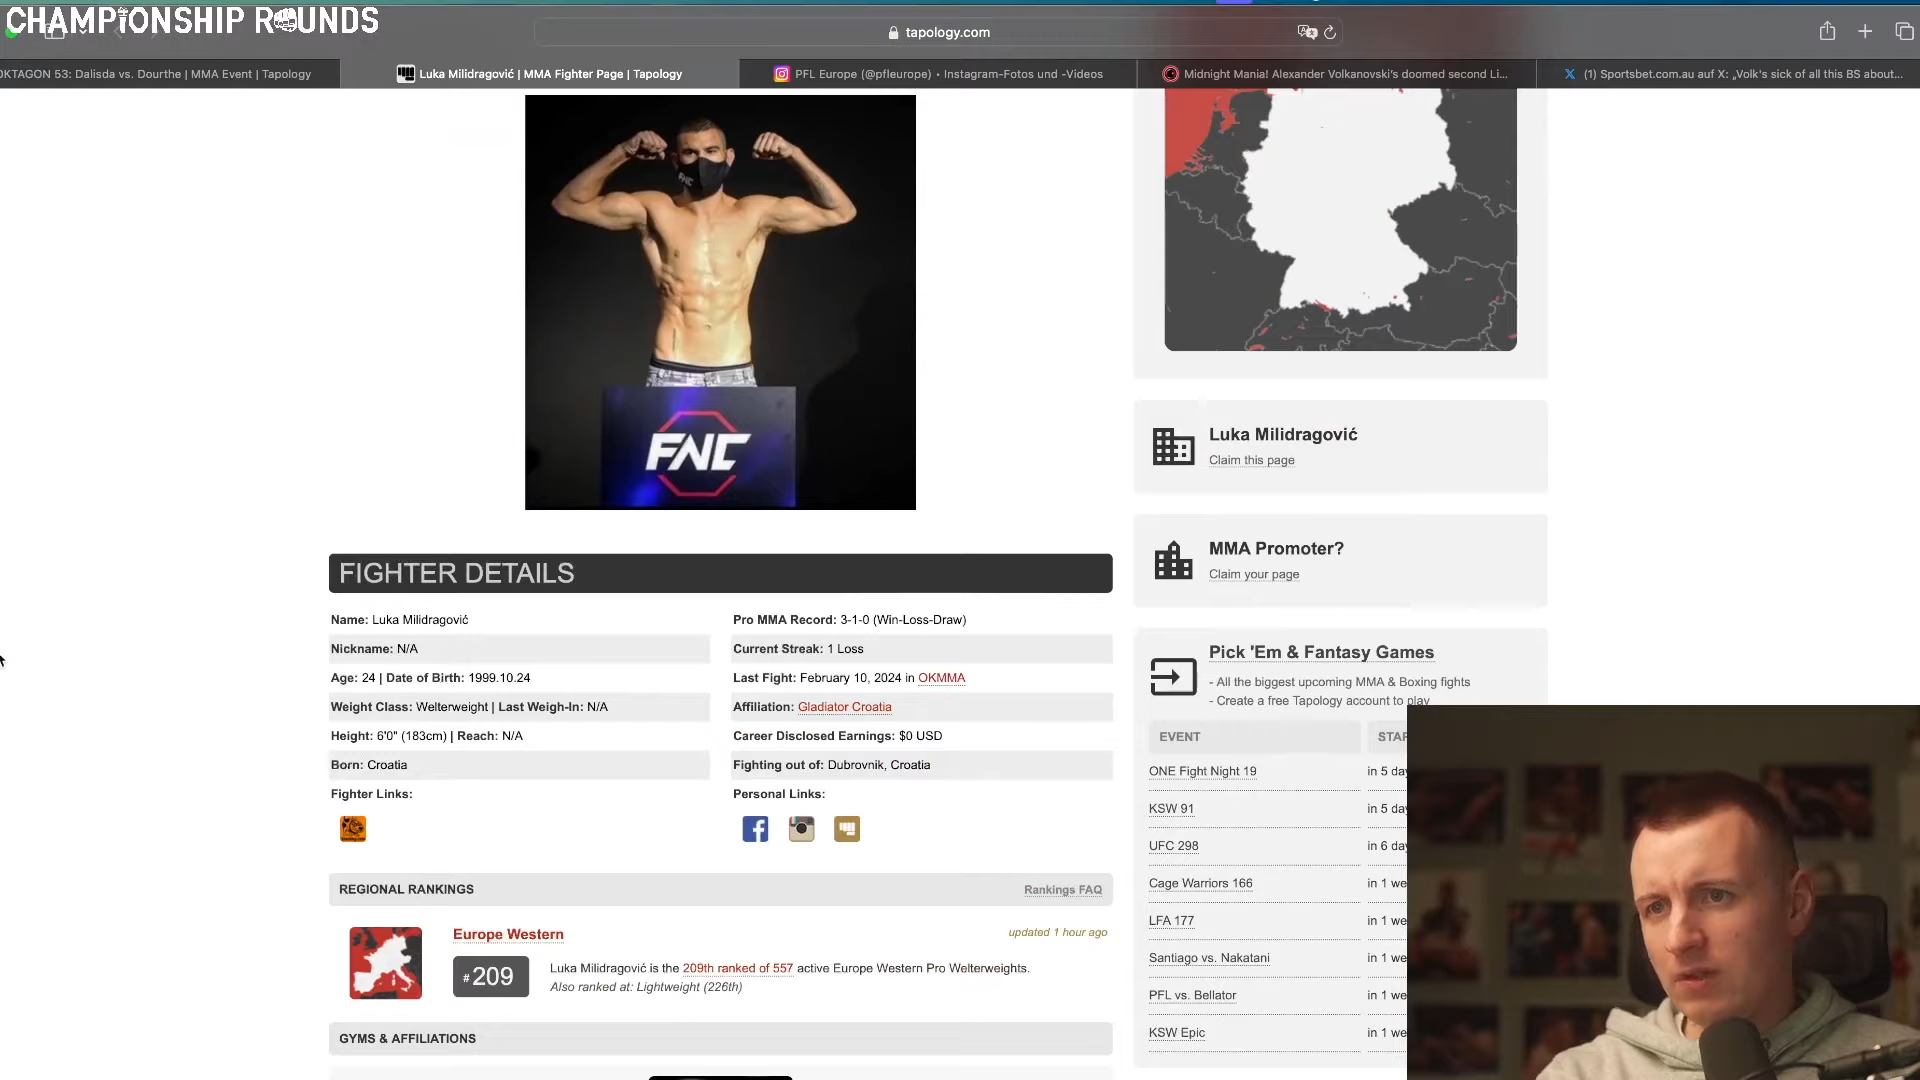 CHAMPIONSHIP ROUNDS
tapology.com
OKTAGON 53: Dalisda vs. Dourthe | MMA Event | Tapology
Luka Milidragović | MMA Fighter Page | Tapology
PFL Europe (@pfleurope) • Instagram-Fotos und -Videos
Midnight Mania! Alexander Volkanovski's doomed second Li...
(1) Sportsbet.com.au auf X: „Volk's sick of all this BS about...
FNC
FNC
FIGHTER DETAILS
Name: Luka Milidragović
Pro MMA Record: 3-1-0 (Win-Loss-Draw)
Nickname: N/A
Current Streak: 1 Loss
Age: 24 | Date of Birth: 1999.10.24
Last Fight: February 10, 2024 in OKMMA
Weight Class: Welterweight | Last Weigh-In: N/A
Affiliation: Gladiator Croatia
Height: 6'0" (183cm) | Reach: N/A
Career Disclosed Earnings: $0 USD
Born: Croatia
Fighting out of: Dubrovnik, Croatia
Fighter Links:
Personal Links:
REGIONAL RANKINGS
Rankings FAQ
Europe Western
updated 1 hour ago
#209
Luka Milidragović is the 209th ranked of 557 active Europe Western Pro Welterweights.
Also ranked at: Lightweight (226th)
GYMS & AFFILIATIONS
Luka Milidragović
Claim this page
MMA Promoter?
Claim your page
Pick 'Em & Fantasy Games
- All the biggest upcoming MMA & Boxing fights
- Create a free Tapology account to play
EVENT STAR
ONE Fight Night 19 in 5 day
KSW 91 in 5 day
UFC 298 in 6 day
Cage Warriors 166 in 1 we
LFA 177 in 1 we
Santiago vs. Nakatani in 1 we
PFL vs. Bellator in 1 we
KSW Epic in 1 we